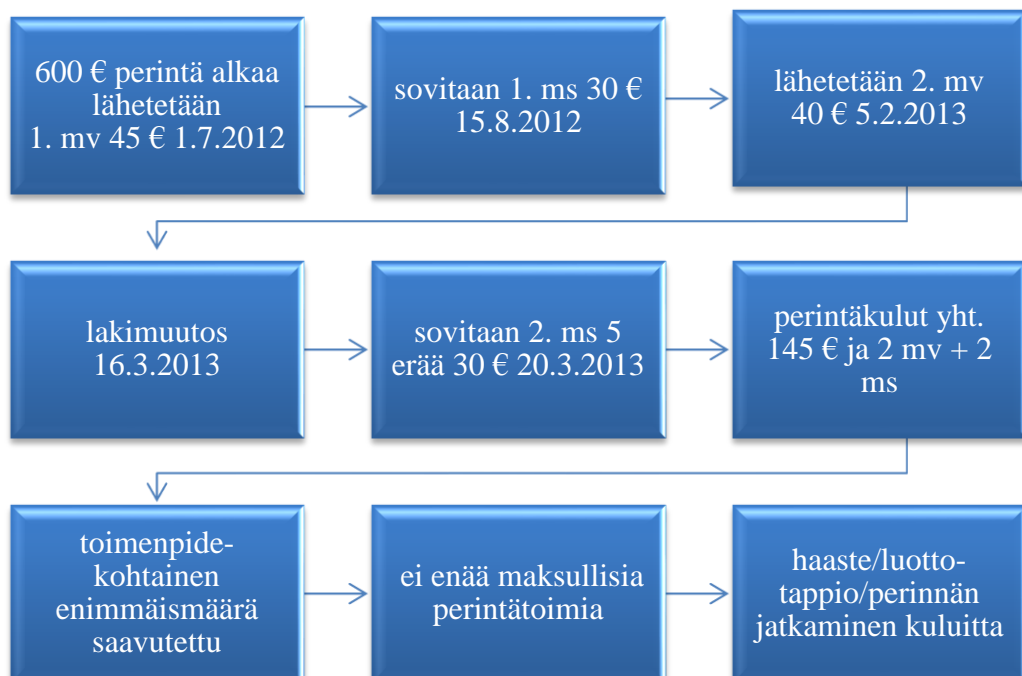 600 € perintä alkaa
lähetetään
1. mv 45 € 1.7.2012
sovitaan 1. ms 30 €
15.8.2012
lähetetään 2. mv
40 € 5.2.2013
lakimuutos
16.3.2013
sovitaan 2. ms 5
erää 30 € 20.3.2013
perintäkulut yht.
145 € ja 2 mv + 2
ms
toimenpide-
kohtainen
enimmäismäärä
saavutettu
ei enää maksullisia
perintätoimia
haaste/luotto-
tappio/perinnän
jatkaminen kuluitta